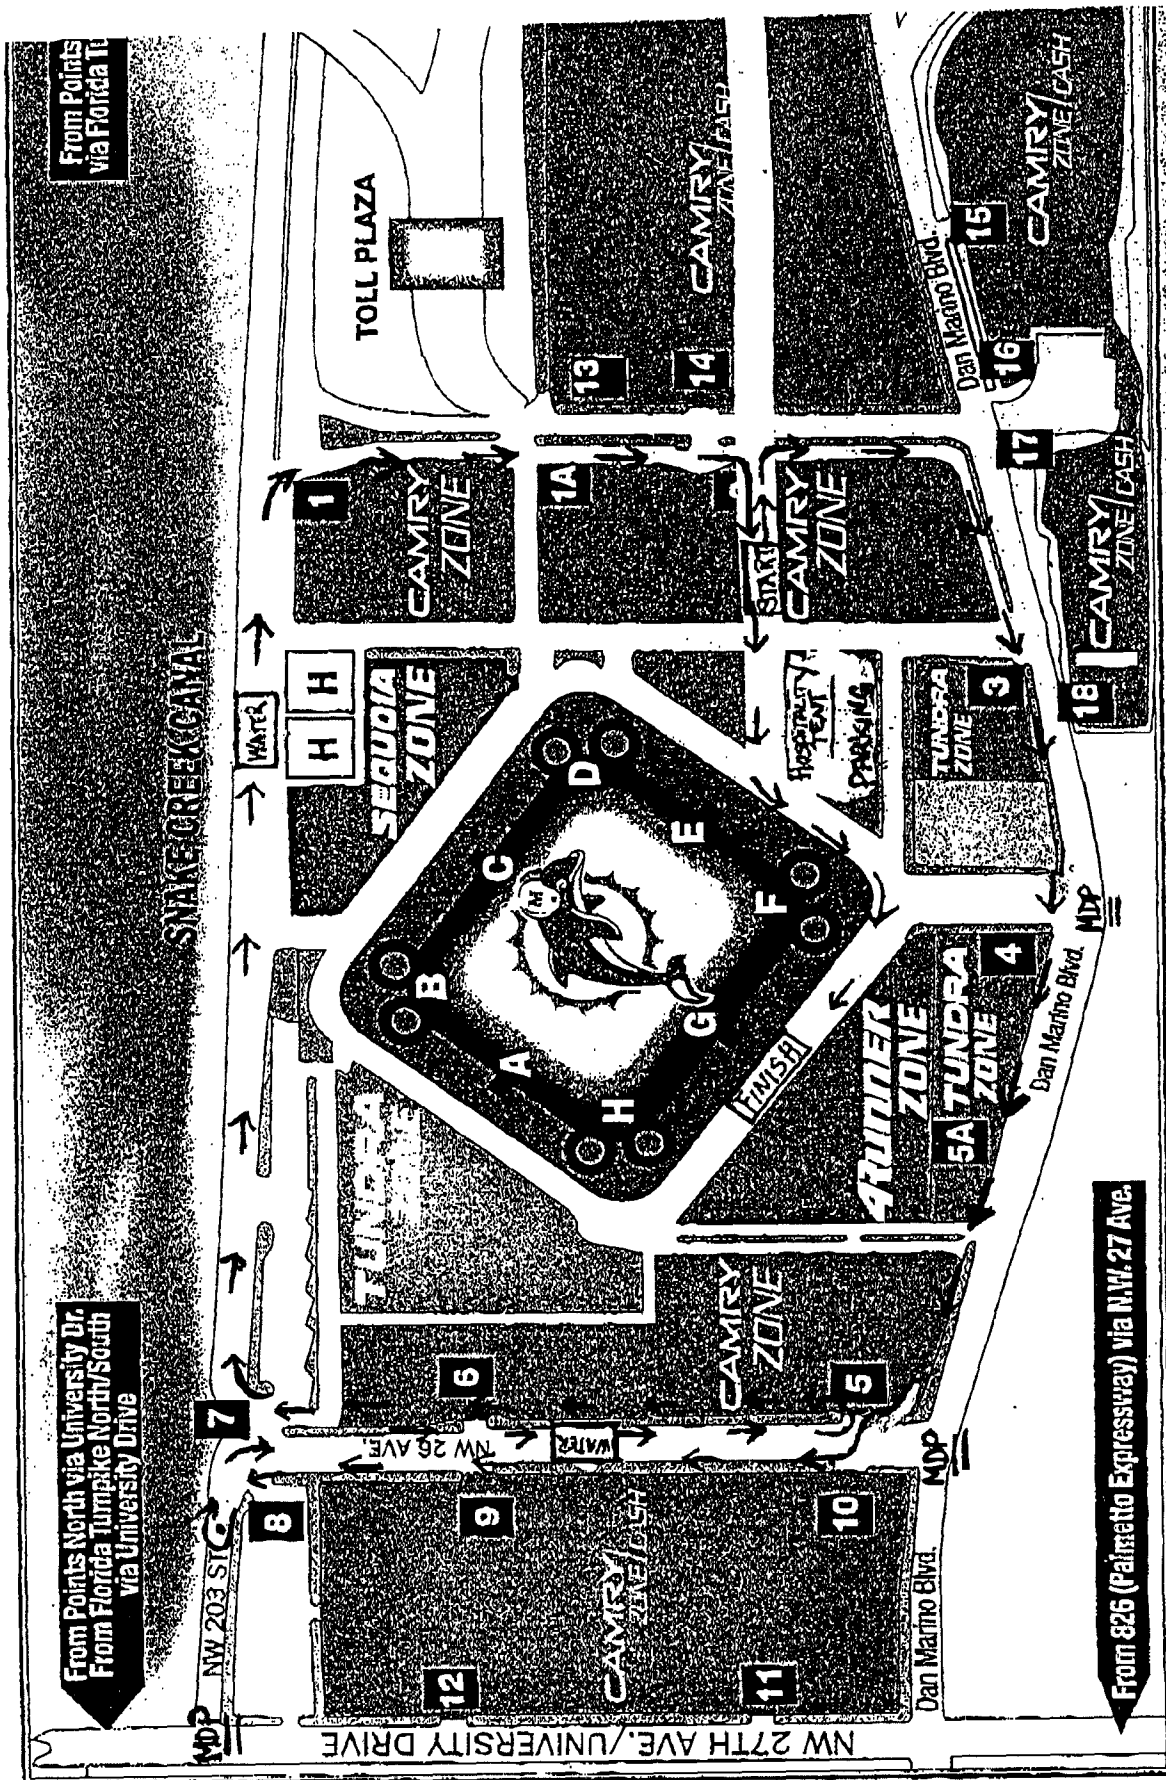 From Points North via University Dr.
From Florida Turnpike North/South
via University Drive
From Points
via Florida
SNAKE CREEK CANAL
NW 203 ST
MDP
7
WATER
H H
1
TOLL PLAZA
8
NW 26 AVE.
6
9
12
WATER
TUNDRA
SEQUOIA
ZONE
CAMRY
ZONE
1A
13
14
CAMRY
ZONE CASH
A
B
C
D
E
F
G
H
M
START
FINISH
CAMRY
ZONE
HOSPITALITY
TENT
PARKING
CAMRY
ZONE CASH
CAMRY
ZONE
4RUNNER
ZONE
TUNDRA
ZONE
TUNDRA
ZONE
5
10
11
5A
4
3
MDP
MDP
Dan Marino Blvd.
Dan Marino Blvd.
Dan Marino Blvd.
15
16
17
18
CAMRY
ZONE CASH
CAMRY
ZONE CASH
NW 27TH AVE./UNIVERSITY DRIVE
From 826 (Palmetto Expressway) via N.W. 27 Ave.